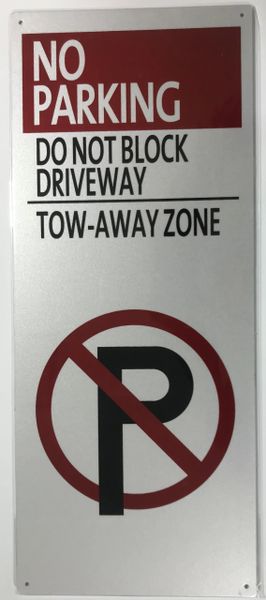 NO
PARKING
DO NOT BLOCK
DRIVEWAY
TOW-AWAY ZONE
P